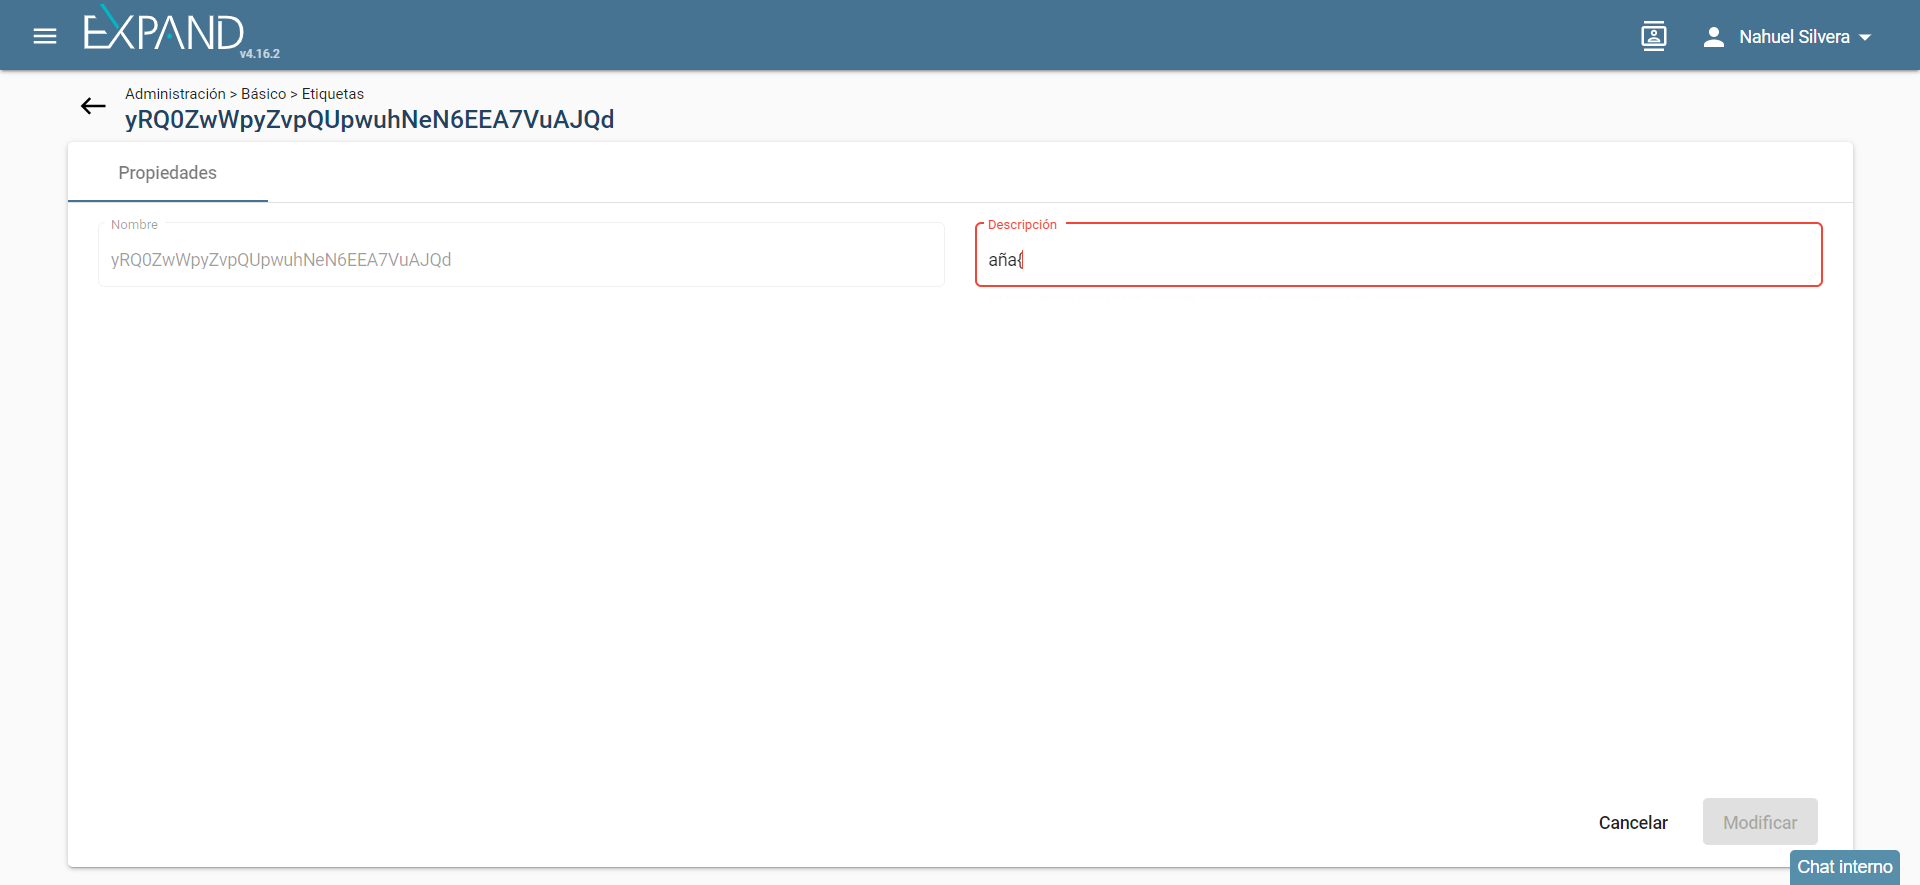 EXPAND
v4.16.2
Nahuel Silvera
Administración > Básico > Etiquetas
yRQ0ZwWpyZvpQUpwuhNeN6EEA7VuAJQd
Propiedades
Nombre
yRQ0ZwWpyZvpQUpwuhNeN6EEA7VuAJQd
Descripción
aña{
Cancelar
Modificar
Chat interno